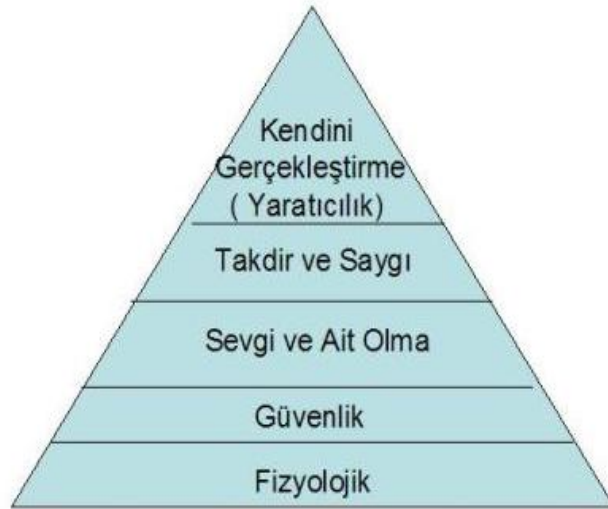 Kendini
Gerçekleştirme
( Yaratıcılık)
Takdir ve Saygı
Sevgi ve Ait Olma
Güvenlik
Fizyolojik